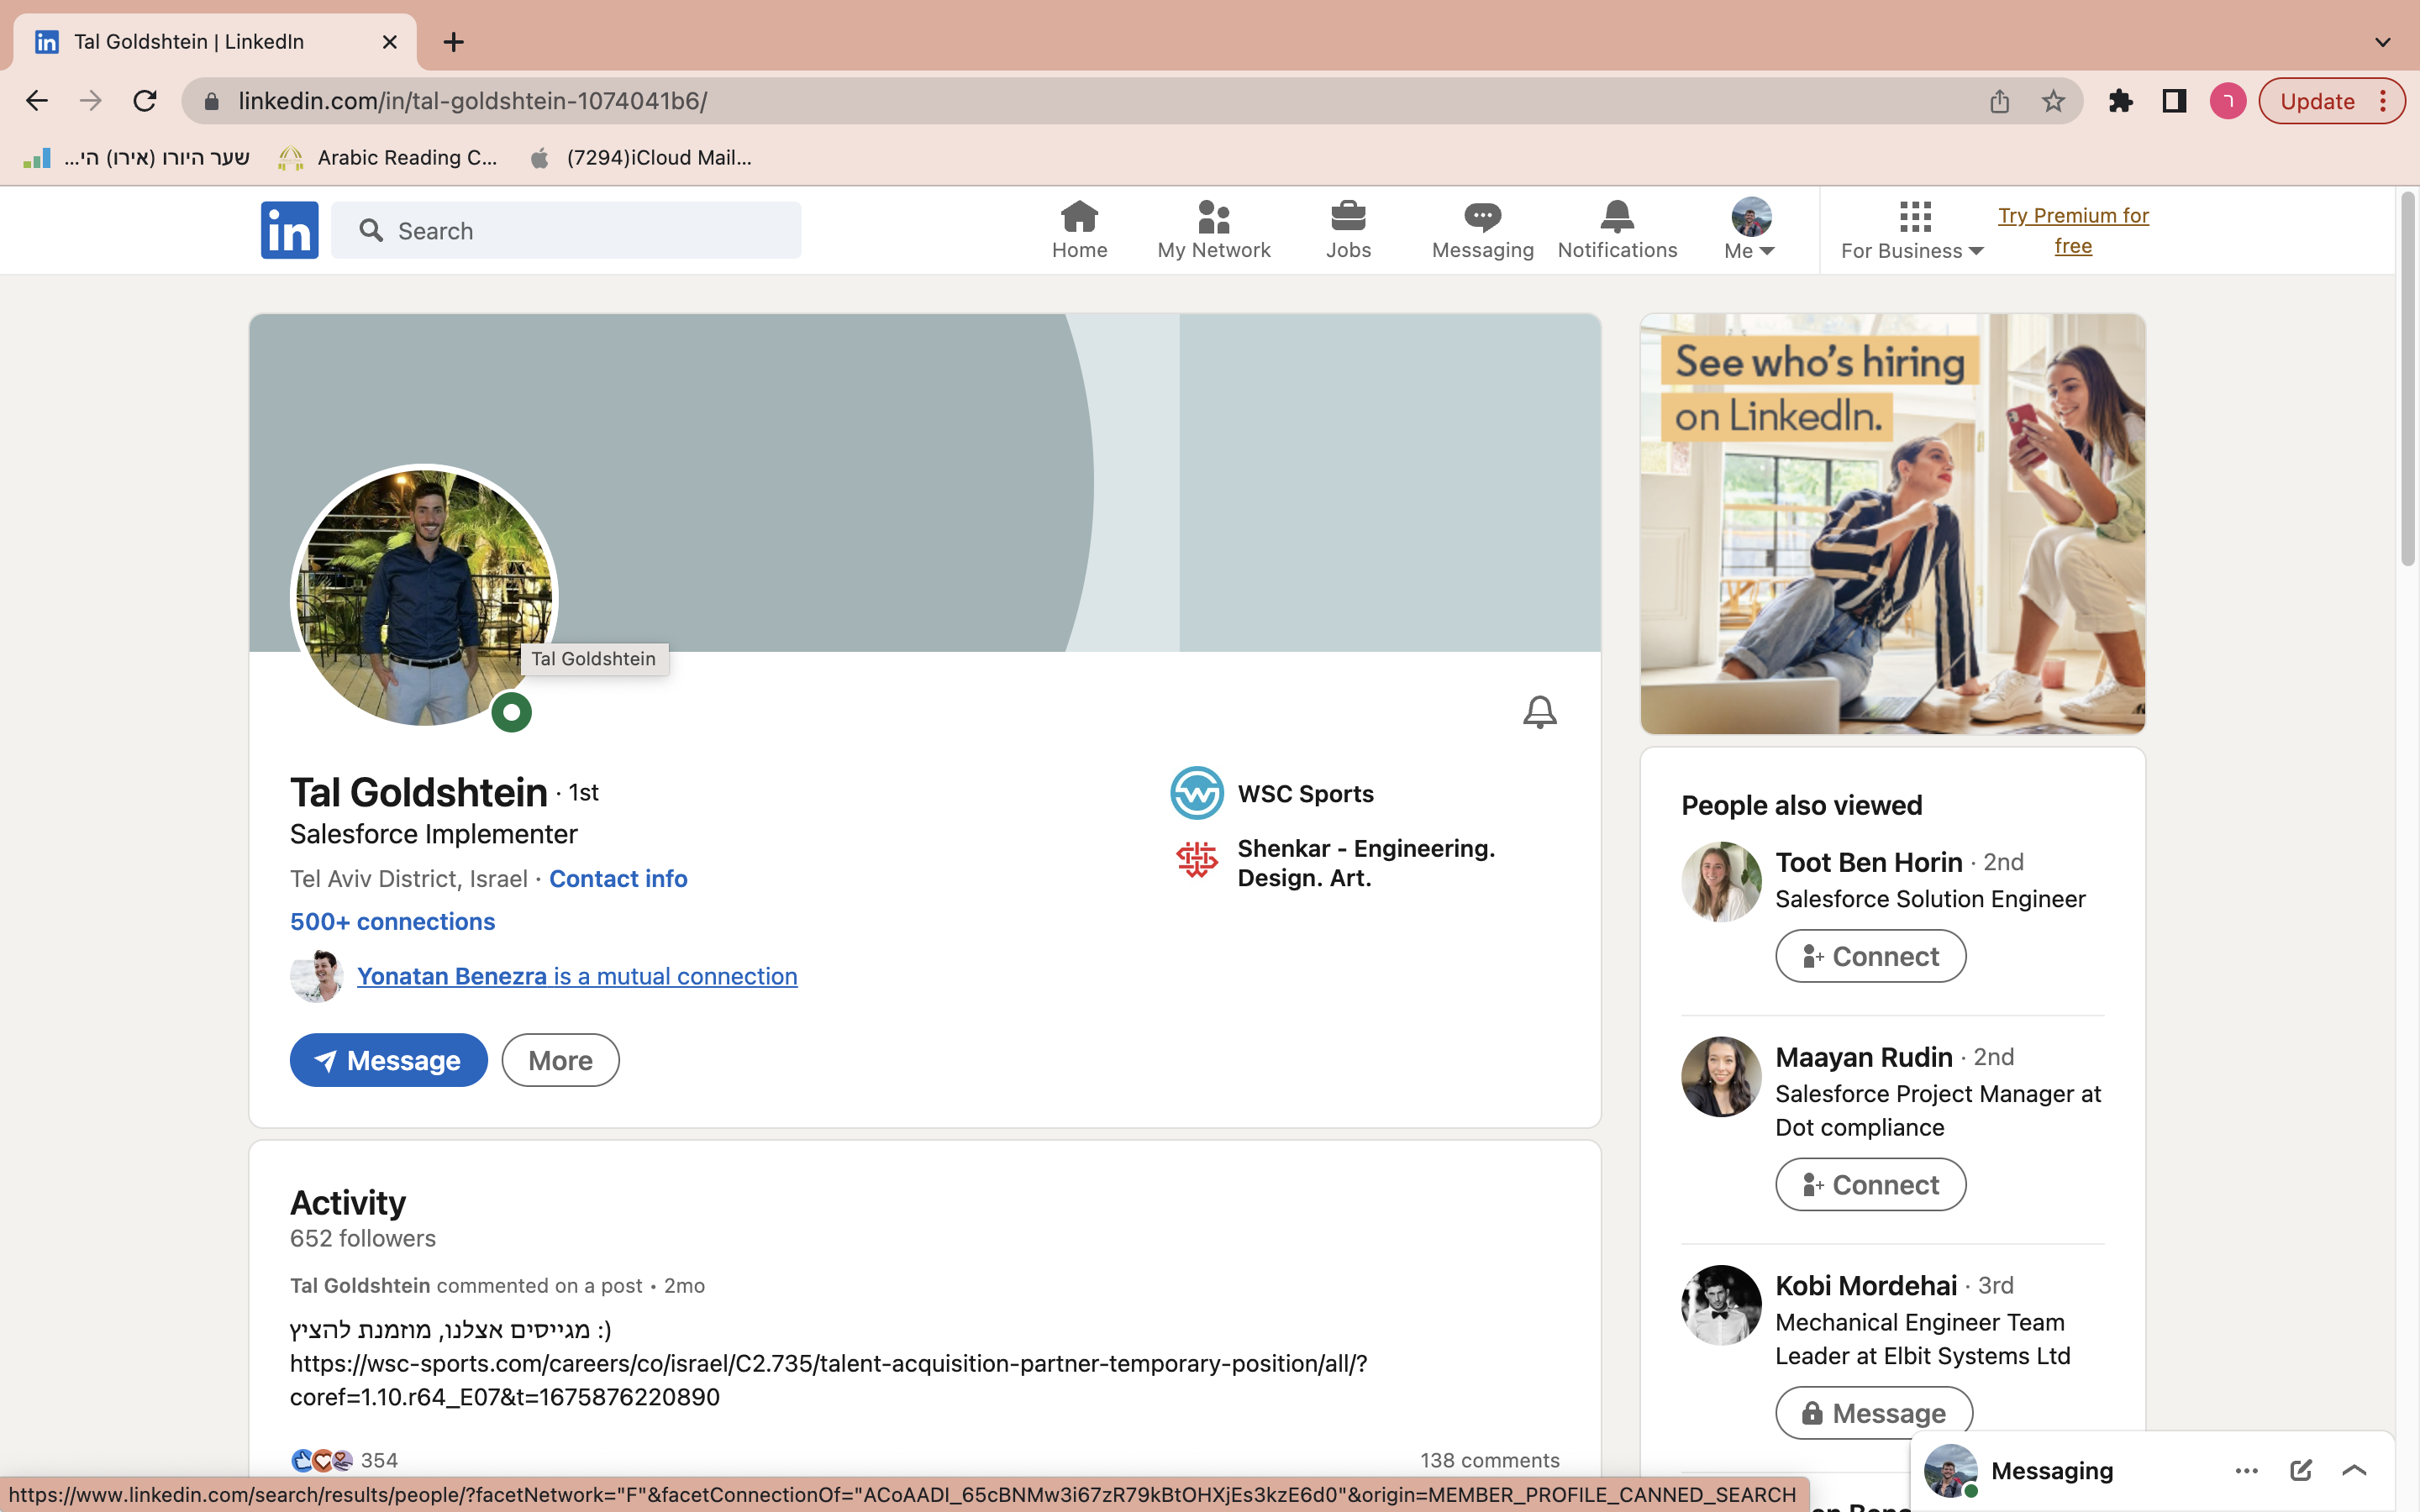 Tal Goldshtein | LinkedIn
linkedin.com/in/tal-goldshtein-1074041b6/
Update
שער היורו (אירו) הי...
Arabic Reading C...
(7294)iCloud Mail...
in
Search
Home
My Network
Jobs
Messaging
Notifications
Me
For Business
Try Premium for
free
See who's hiring
on LinkedIn.
Tal Goldshtein
Tal Goldshtein · 1st
Salesforce Implementer
Tel Aviv District, Israel · Contact info
500+ connections
Yonatan Benezra is a mutual connection
Message
More
WSC Sports
Shenkar - Engineering.
Design. Art.
Activity
652 followers
Tal Goldshtein commented on a post • 2mo
מגייסים אצלנו, מוזמנת להציץ :)
https://wsc-sports.com/careers/co/israel/C2.735/talent-acquisition-partner-temporary-position/all/?
coref=1.10.r64_E07&t=1675876220890
354
138 comments
People also viewed
Toot Ben Horin · 2nd
Salesforce Solution Engineer
Connect
Maayan Rudin · 2nd
Salesforce Project Manager at
Dot compliance
Connect
Kobi Mordehai · 3rd
Mechanical Engineer Team
Leader at Elbit Systems Ltd
Message
Messaging
https://www.linkedin.com/search/results/people/?facetNetwork="F"&facetConnectionOf="ACoAADI_65cBNMw3i67zR79kBtOHXjEs3kzE6d0"&origin=MEMBER_PROFILE_CANNED_SEARCH